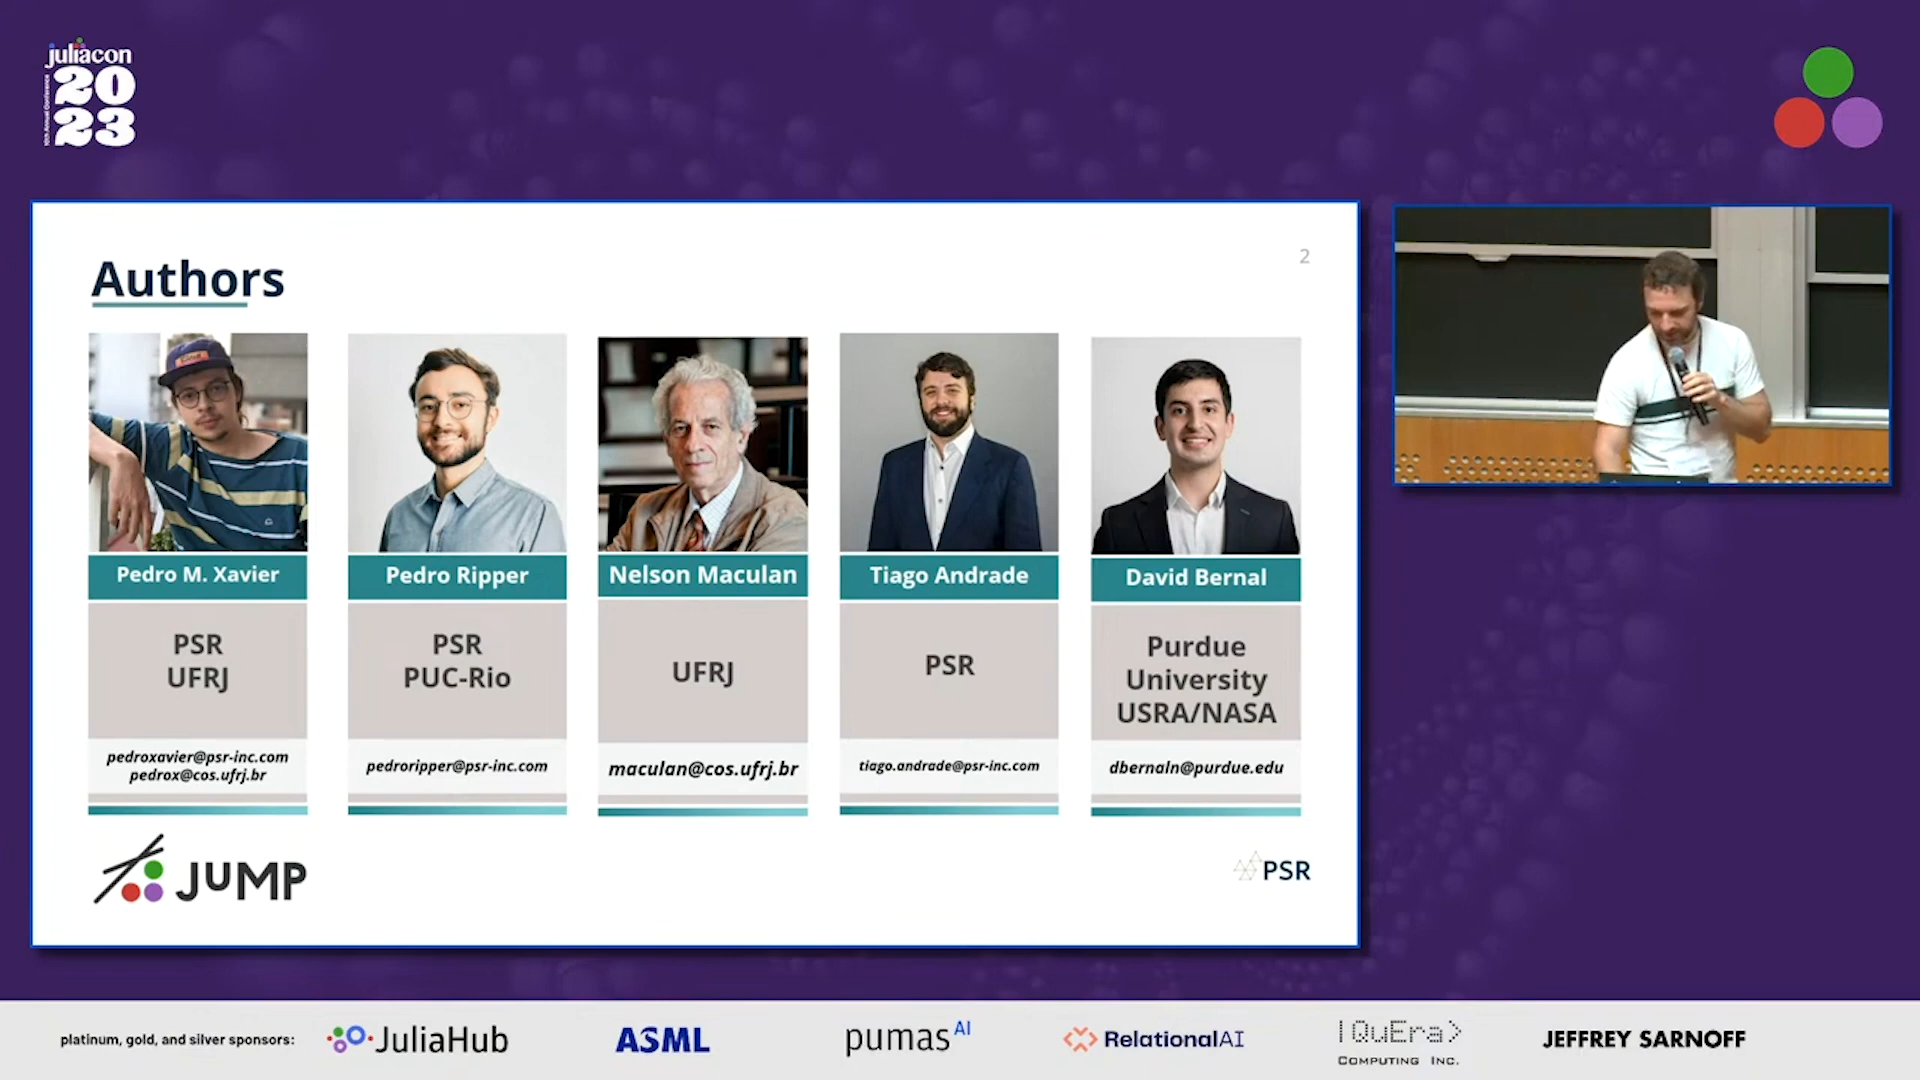 juliacon
20
23
2
Authors
Pedro M. Xavier
PSR
UFRJ
pedroxavier@psr-inc.com
pedrox@cos.ufrj.br
Pedro Ripper
PSR
PUC-Rio
pedroripper@psr-inc.com
Nelson Maculan
UFRJ
maculan@cos.ufrj.br
Tiago Andrade
PSR
tiago.andrade@psr-inc.com
David Bernal
Purdue
University
USRA/NASA
dbernaln@purdue.edu
JuMP
PSR
platinum, gold, and silver sponsors:
JuliaHub
ASML
pumasAI
RelationalAI
|QuEra>
COMPUTING INC.
JEFFREY SARNOFF